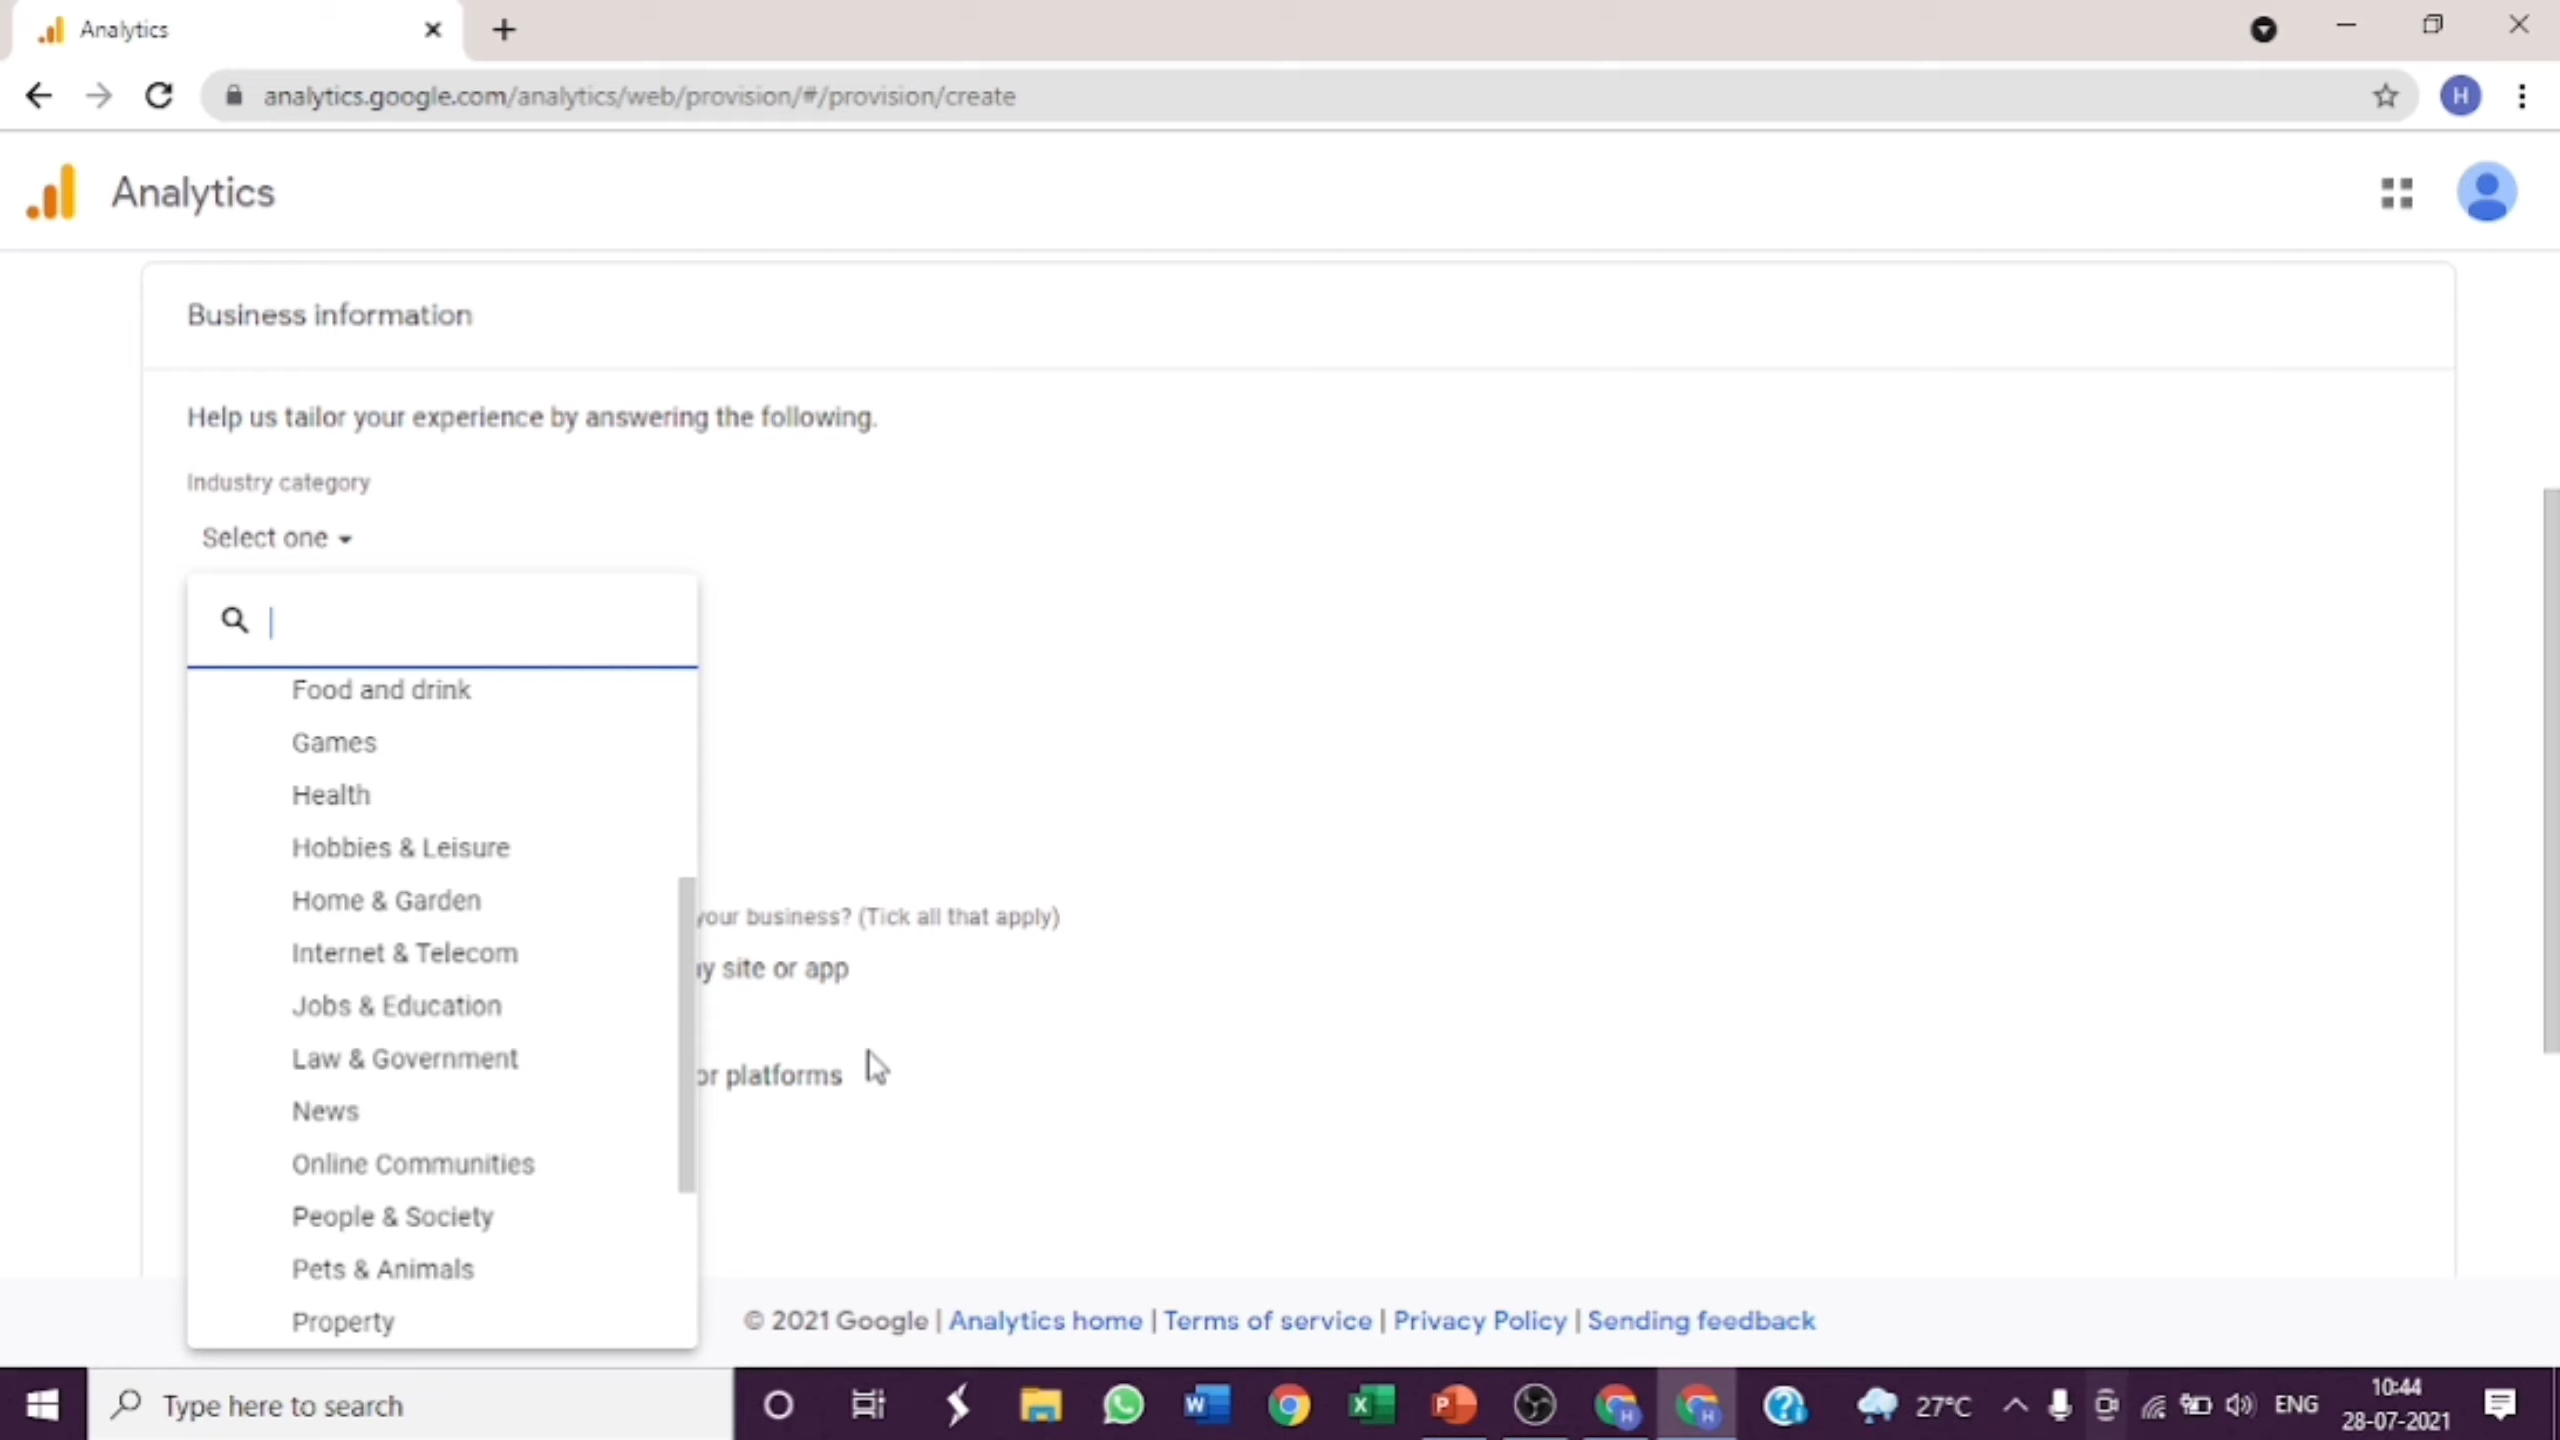 Analytics
analytics.google.com/analytics/web/provision/#/provision/create
H
Analytics
Business information
Help us tailor your experience by answering the following.
Industry category
Select one
Food and drink
Games
Health
Hobbies & Leisure
Home & Garden
Internet & Telecom
Jobs & Education
Law & Government
News
Online Communities
People & Society
Pets & Animals
Property
your business? (Tick all that apply)
y site or app
or platforms
© 2021 Google | Analytics home | Terms of service | Privacy Policy | Sending feedback
Type here to search
27°C
ENG
10:44
28-07-2021